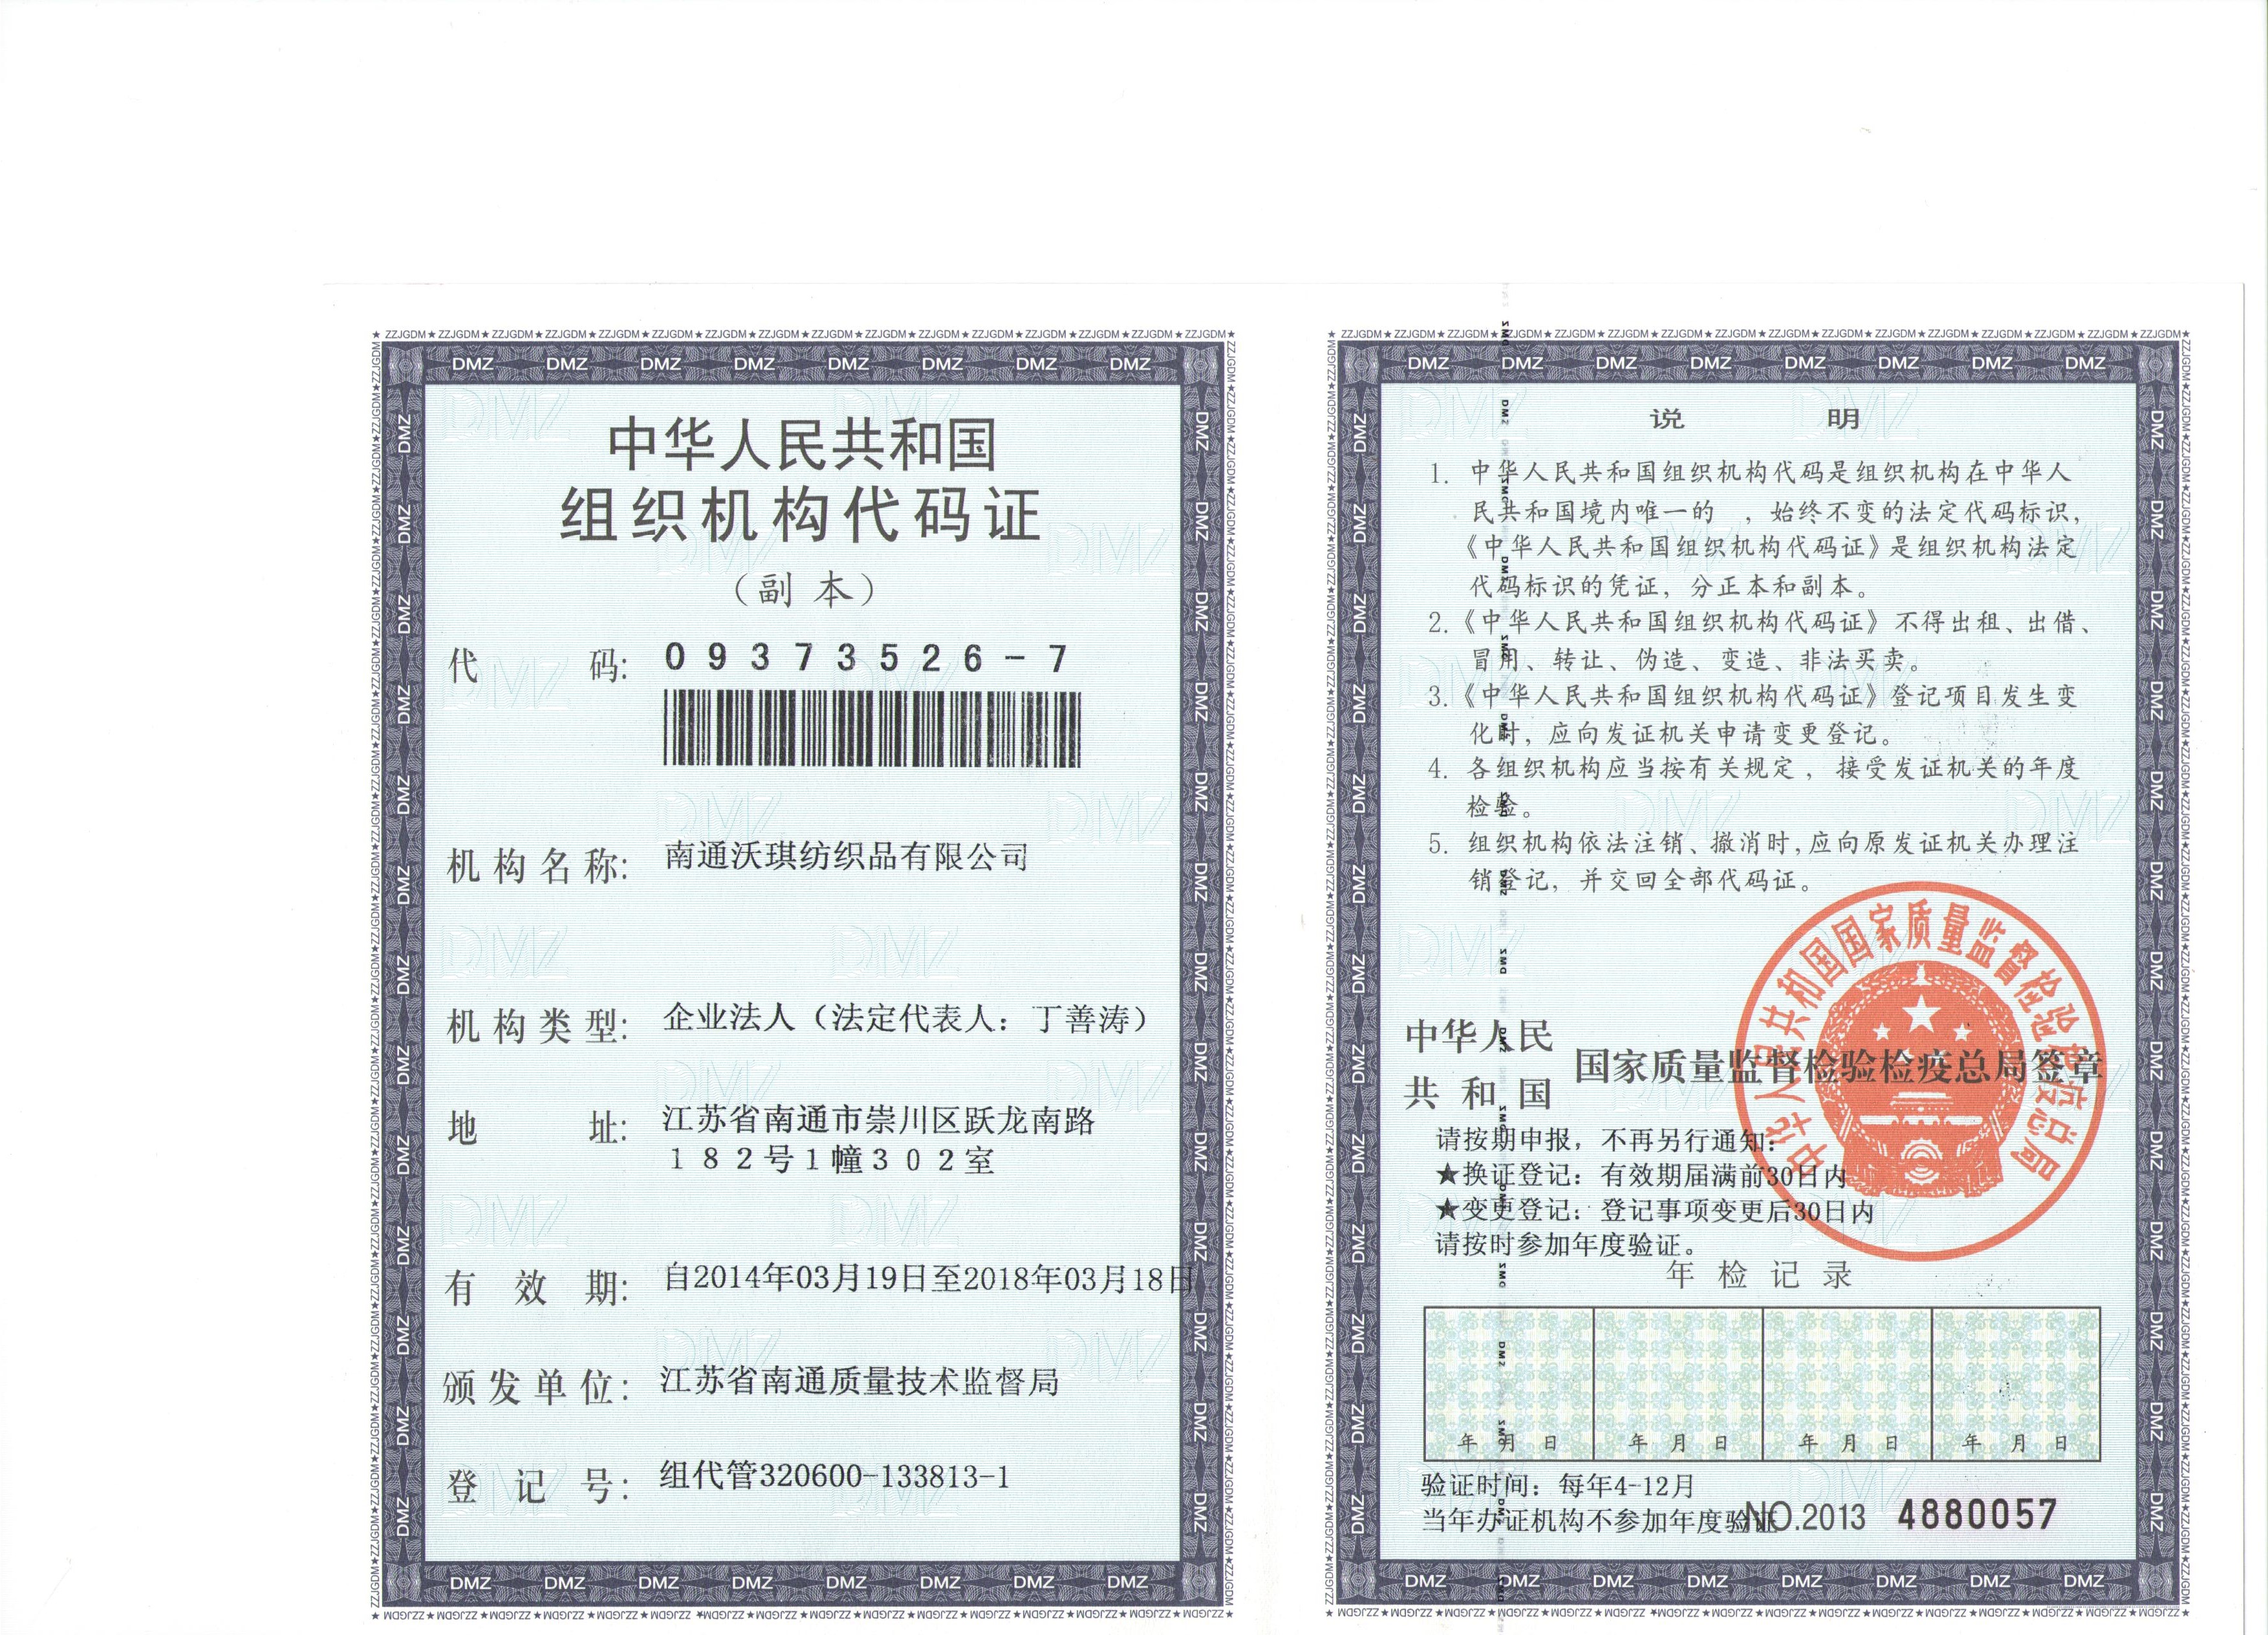 中华人民共和国
组织机构代码证
（副 本）
代 码: 09373526-7
机构名称: 南通沃琪纺织品有限公司
机构类型: 企业法人（法定代表人：丁善涛）
地 址: 江苏省南通市崇川区跃龙南路
182号1幢302室
有 效 期: 自2014年03月19日至2018年03月18日
颁发单位: 江苏省南通质量技术监督局
登 记 号: 组代管320600-133813-1
说 明
1. 中华人民共和国组织机构代码是组织机构在中华人
民共和国境内唯一的 ，始终不变的法定代码标识，
《中华人民共和国组织机构代码证》是组织机构法定
代码标识的凭证，分正本和副本。
2.《中华人民共和国组织机构代码证》不得出租、出借、
冒用、转让、伪造、变造、非法买卖。
3.《中华人民共和国组织机构代码证》登记项目发生变
化时，应向发证机关申请变更登记。
4. 各组织机构应当按有关规定，接受发证机关的年度
检验。
5. 组织机构依法注销、撤消时，应向原发证机关办理注
销登记，并交回全部代码证。
中华人民共和国国家质量监督检验检疫总局
中华人民
共和国 国家质量监督检验检疫总局签章
请按期申报，不再另行通知：
★换证登记：有效期届满前30日内
★变更登记：登记事项变更后30日内
请按时参加年度验证。
年检记录
年 月 日 年 月 日 年 月 日 年 月 日
验证时间：每年4-12月
当年办证机构不参加年度验证
NO.2013 4880057